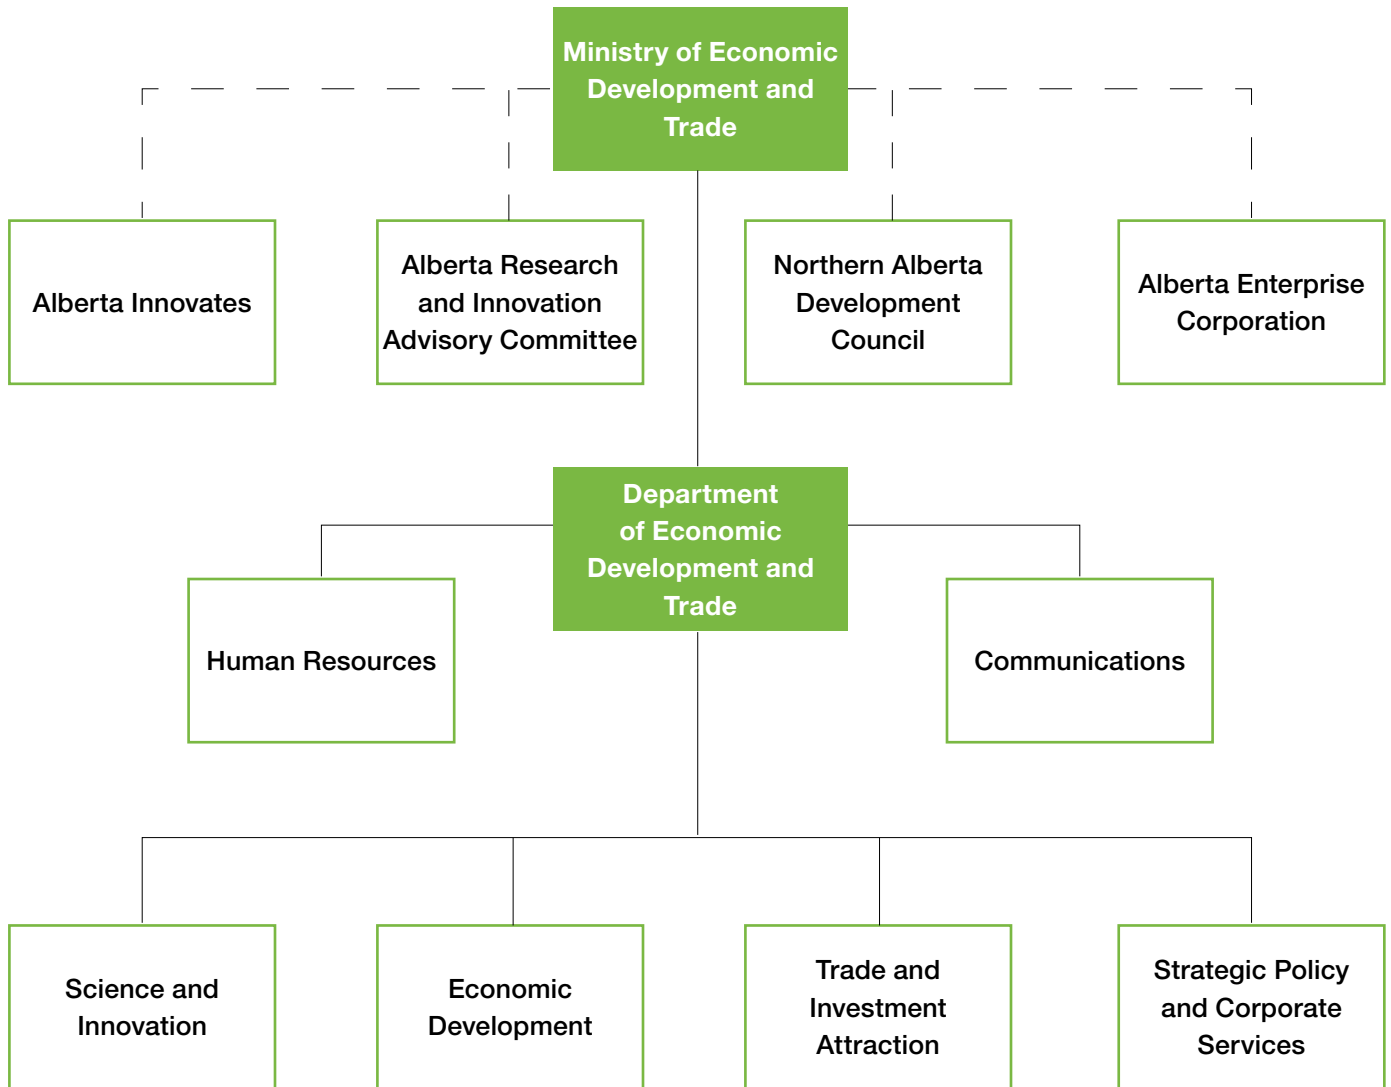 Ministry of Economic
Development and
Trade
Alberta Innovates
Alberta Research
and Innovation
Advisory Committee
Northern Alberta
Development
Council
Alberta Enterprise
Corporation
Department
of Economic
Development and
Trade
Human Resources
Communications
Science and
Innovation
Economic
Development
Trade and
Investment
Attraction
Strategic Policy
and Corporate
Services